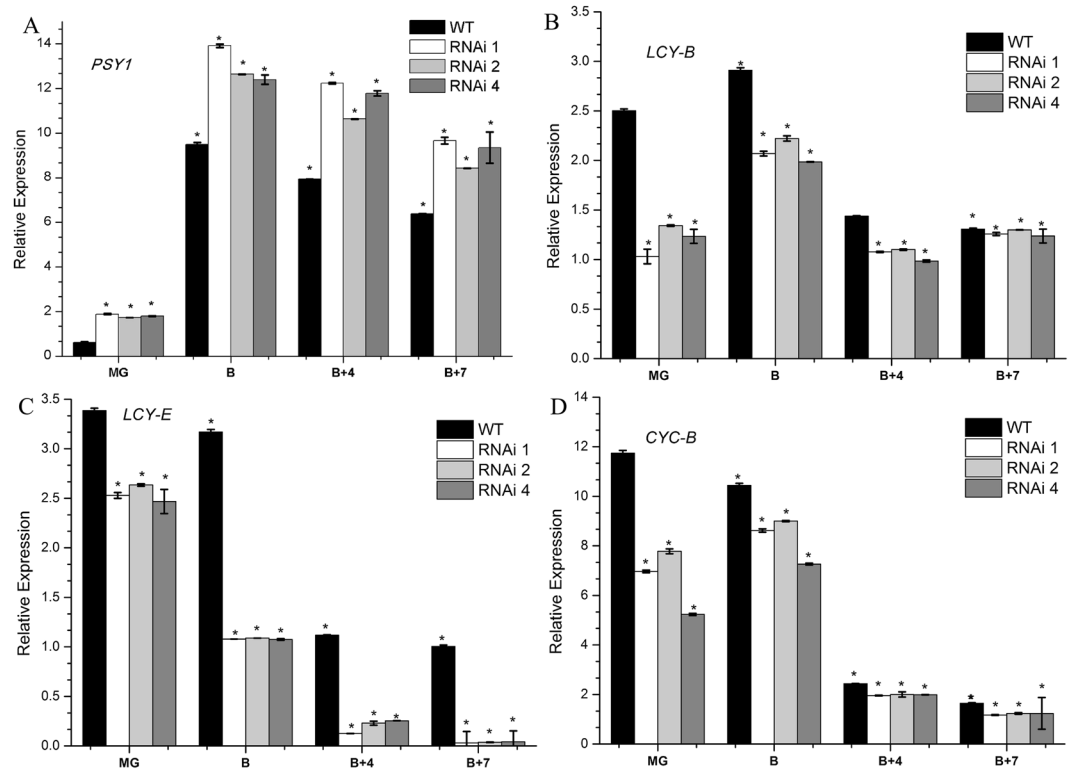 A
PSY1
WT
RNAi 1
RNAi 2
RNAi 4
Relative Expression
14
12
10
8
6
4
2
0
* * * * * * * * * * * * * *
MG B B+4 B+7
B
LCY-B
WT
RNAi 1
RNAi 2
RNAi 4
Relative Expression
3.5
3.0
2.5
2.0
1.5
1.0
0.5
0.0
* * * * * * * * * * * * * *
MG B B+4 B+7
C
LCY-E
WT
RNAi 1
RNAi 2
RNAi 4
Relative Expression
3.5
3.0
2.5
2.0
1.5
1.0
0.5
0.0
* * * * * * * * * * * * * * *
MG B B+4 B+7
D
CYC-B
WT
RNAi 1
RNAi 2
RNAi 4
Relative Expression
14
12
10
8
6
4
2
0
* * * * * * * * * * * * * * *
MG B B+4 B+7